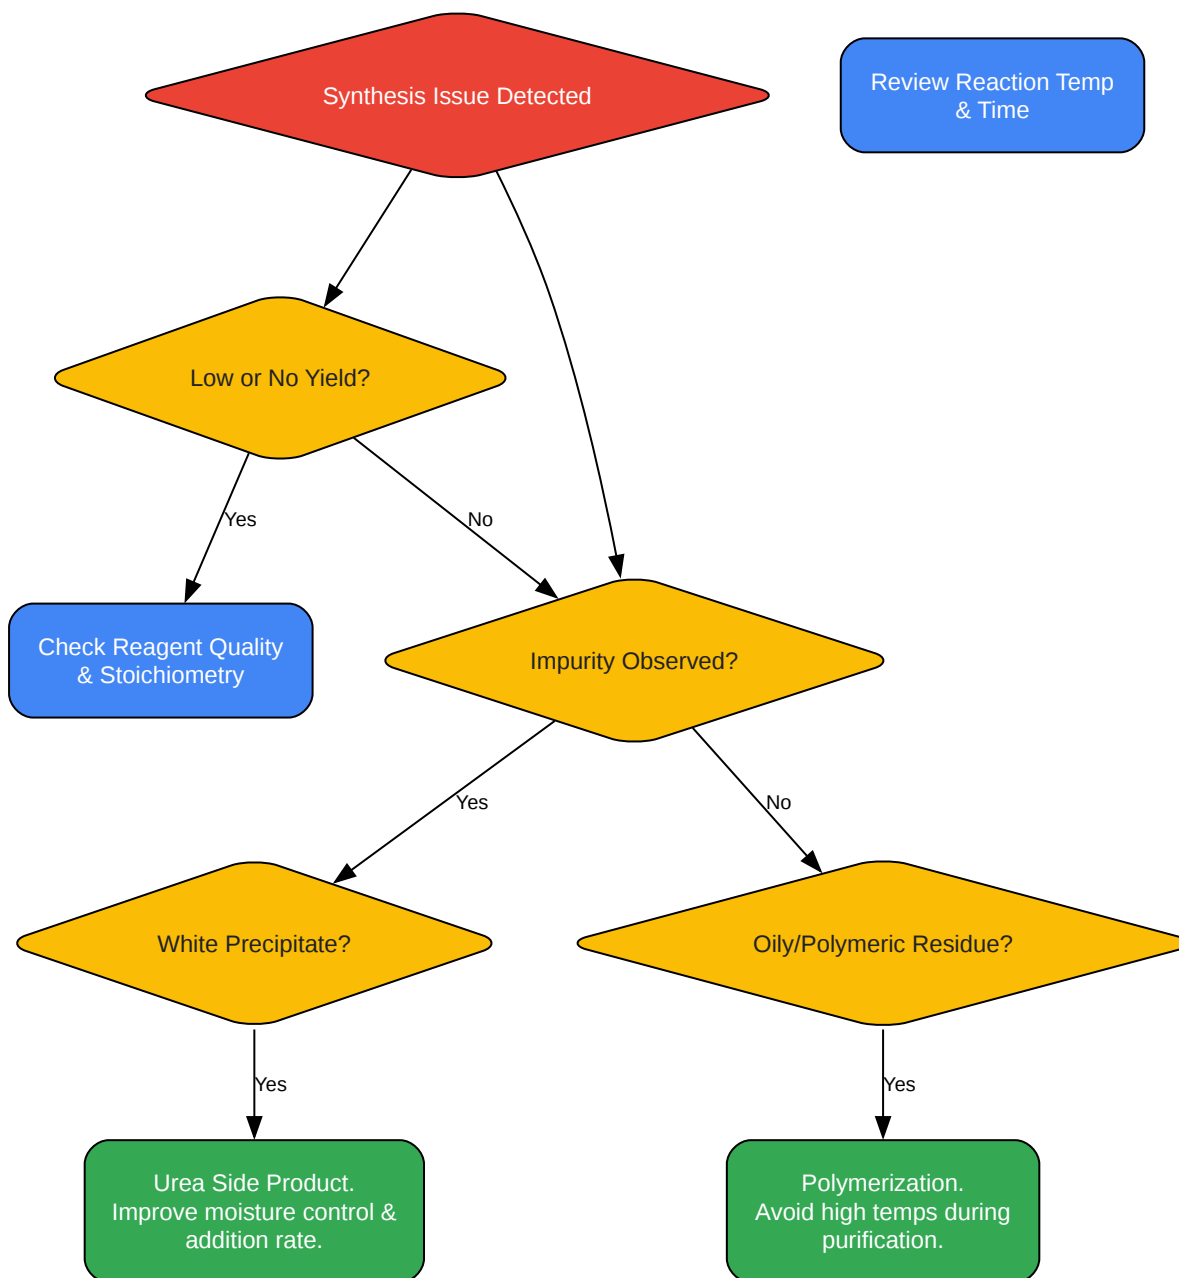 Synthesis Issue Detected
Review Reaction Temp
& Time
Low or No Yield?
Yes
No
Check Reagent Quality
& Stoichiometry
Impurity Observed?
Yes
No
White Precipitate?
Oily/Polymeric Residue?
Yes
Yes
Urea Side Product.
Improve moisture control &
addition rate.
Polymerization.
Avoid high temps during
purification.